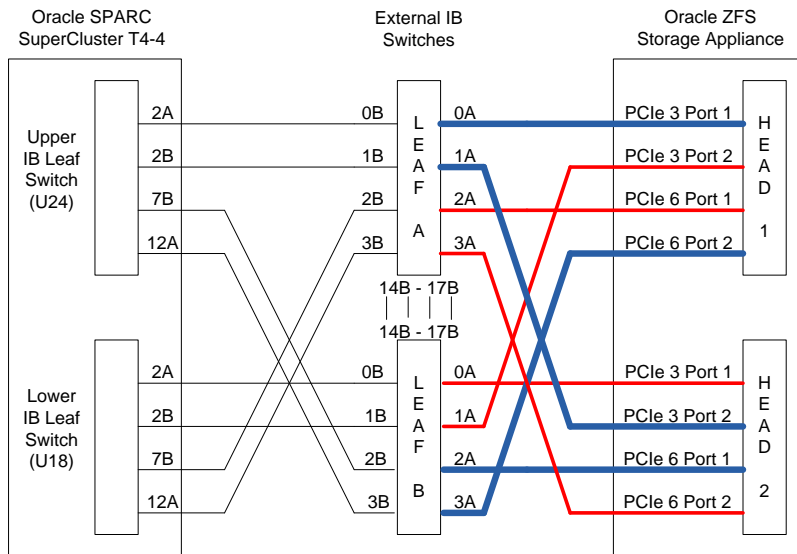 Oracle SPARC
SuperCluster T4-4
External IB
Switches
Oracle ZFS
Storage Appliance
Upper
IB Leaf
Switch
(U24)
2A
2B
7B
12A
0B
1B
2B
3B
LEAF A
0A
1A
2A
3A
PCIe 3 Port 1
PCIe 3 Port 2
PCIe 6 Port 1
PCIe 6 Port 2
HEAD 1
14B - 17B
14B - 17B
Lower
IB Leaf
Switch
(U18)
2A
2B
7B
12A
0B
1B
2B
3B
LEAF B
0A
1A
2A
3A
PCIe 3 Port 1
PCIe 3 Port 2
PCIe 6 Port 1
PCIe 6 Port 2
HEAD 2